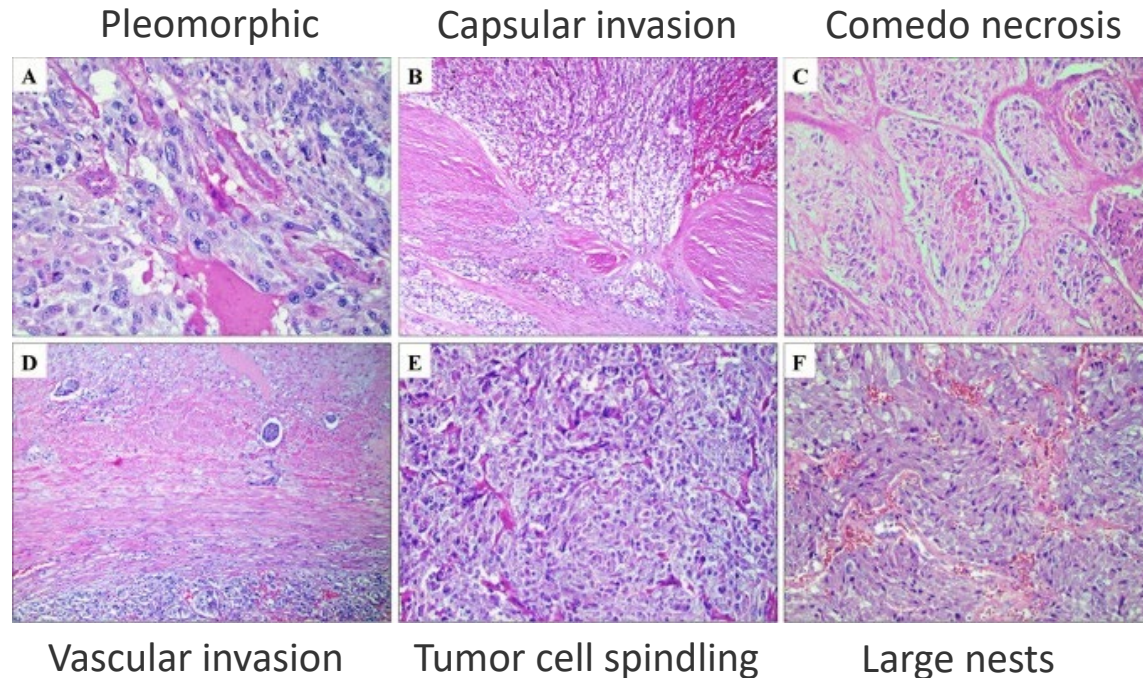 Pleomorphic
Capsular invasion
Comedo necrosis
A
B
C
D
E
F
Vascular invasion
Tumor cell spindling
Large nests